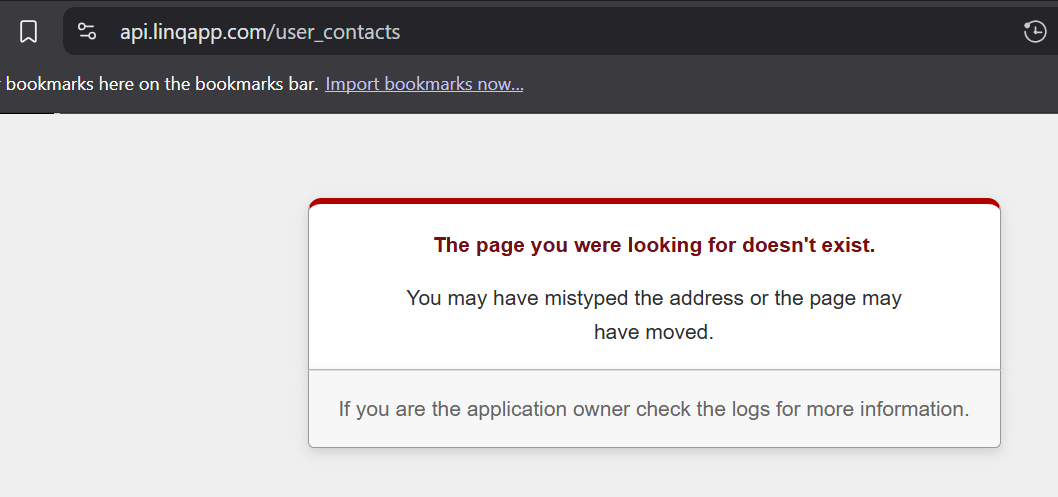 api.linqapp.com/user_contacts
bookmarks here on the bookmarks bar. Import bookmarks now...
The page you were looking for doesn't exist.
You may have mistyped the address or the page may
have moved.
If you are the application owner check the logs for more information.